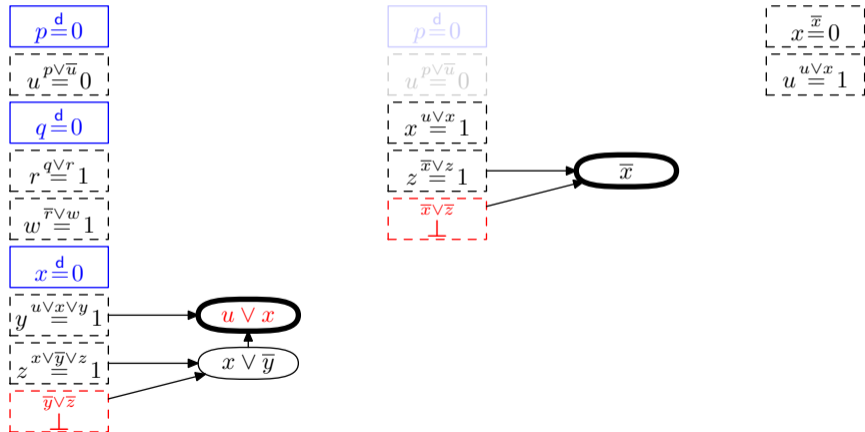 p d= 0
u p∨u̅= 0
q d= 0
r q∨r= 1
w r̅∨w= 1
x d= 0
y u∨x∨y= 1
z x∨y̅∨z= 1
y̅∨z̅
⊥
u ∨ x
x ∨ y̅
p d= 0
u p∨u̅= 0
x u∨x= 1
z x̅∨z= 1
x̅∨z̅
⊥
x̅
x x̅= 0
u u∨x= 1